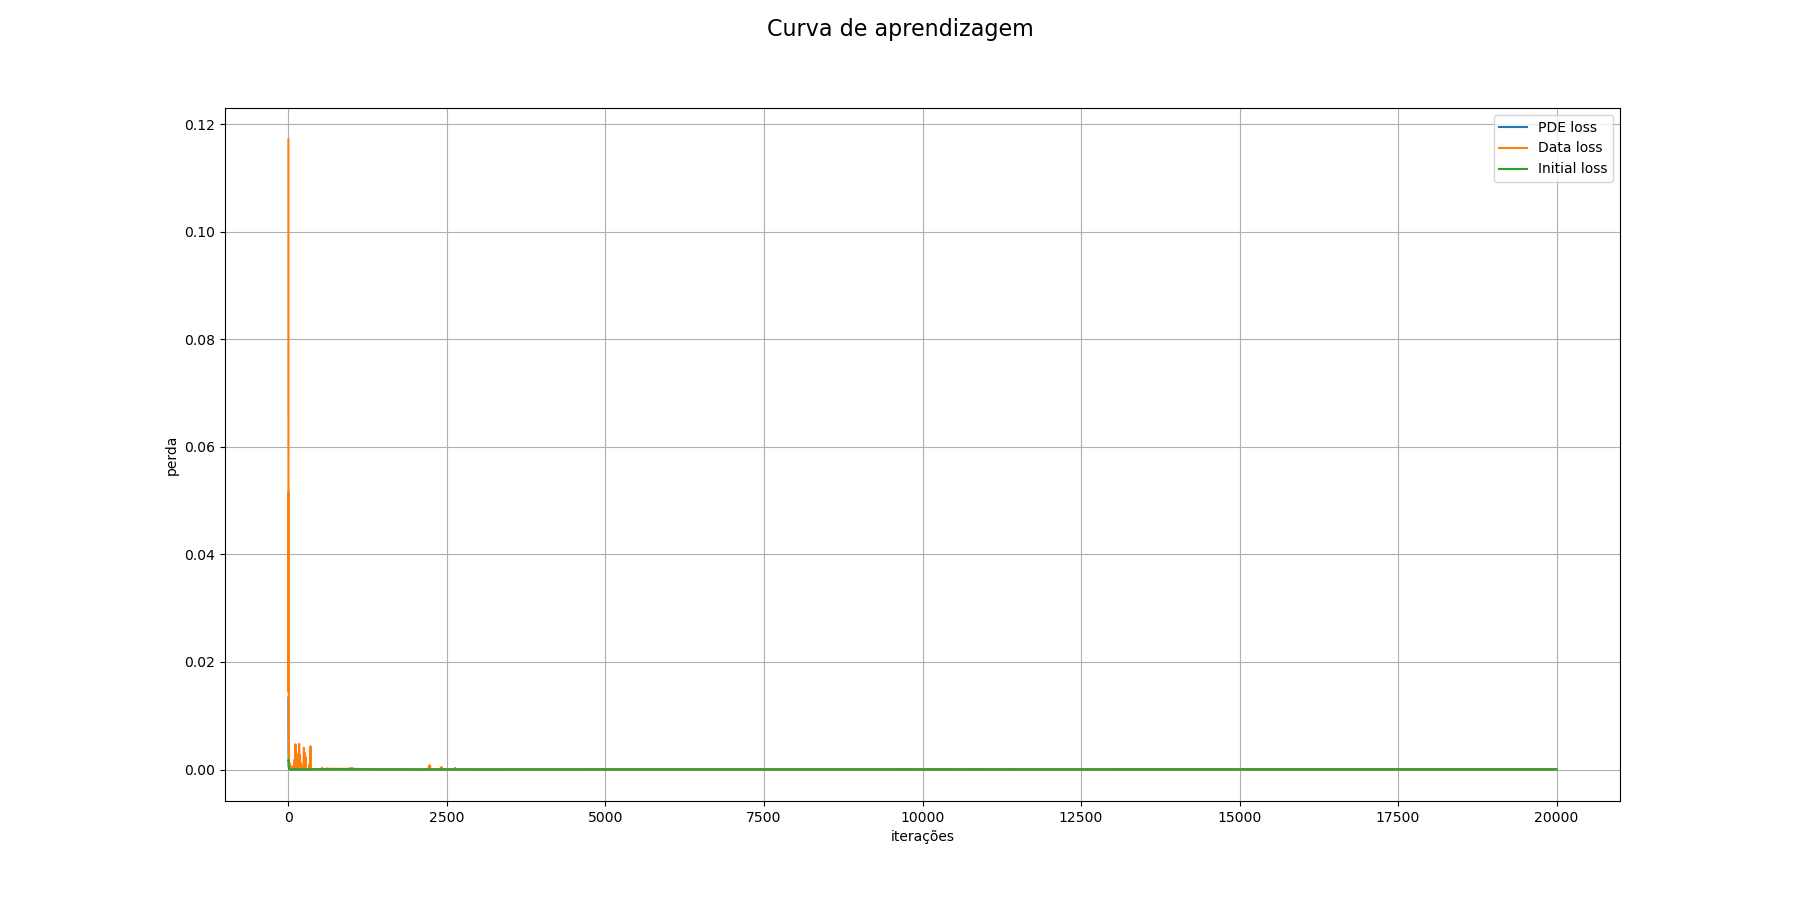 Curva de aprendizagem
PDE loss
Data loss
Initial loss
0.12
0.10
0.08
0.06
0.04
0.02
0.00
perda
0 2500 5000 7500 10000 12500 15000 17500 20000
iterações